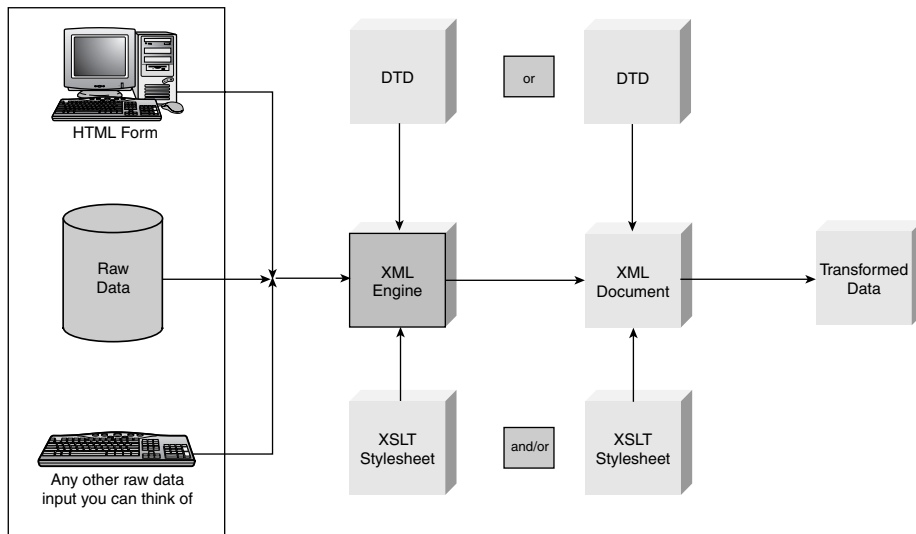 DTD
or
DTD
HTML Form
Raw
Data
XML
Engine
XML
Document
Transformed
Data
XSLT
Stylesheet
and/or
XSLT
Stylesheet
Any other raw data
input you can think of